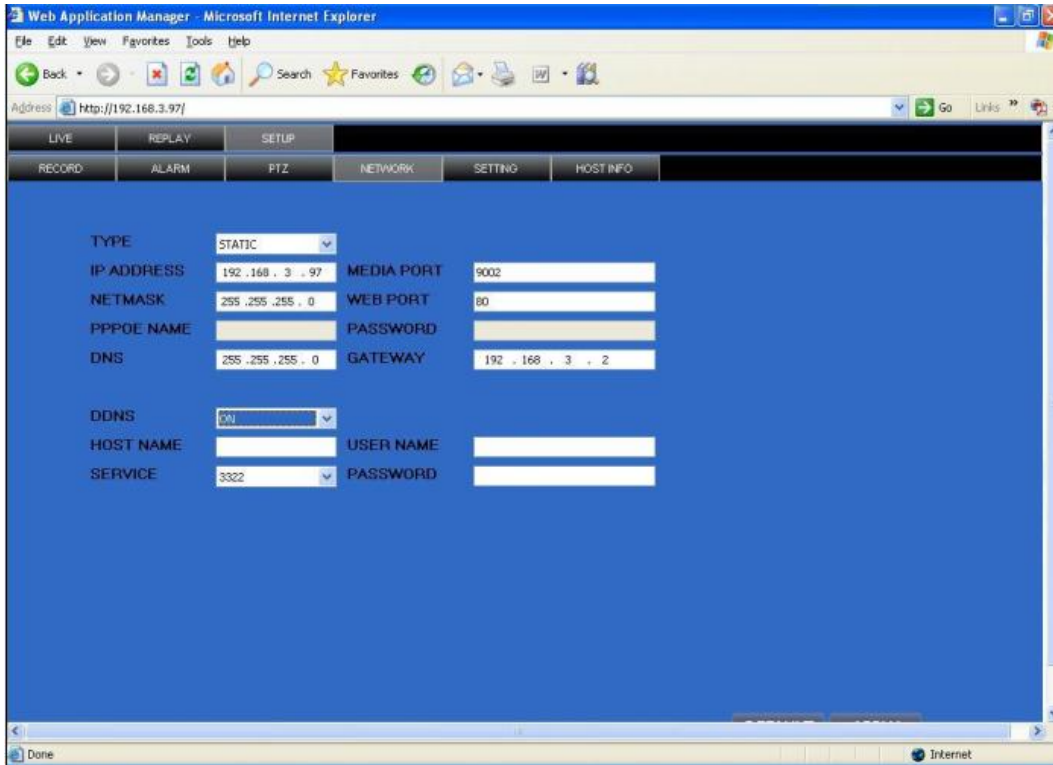 Web Application Manager - Microsoft Internet Explorer
File Edit View Favorites Tools Help
Back Search Favorites
Address http://192.168.3.97/ Go Links »
LIVE REPLAY SETUP
RECORD ALARM PTZ NETWORK SETTING HOST INFO
TYPE STATIC
IP ADDRESS 192 .168 . 3 . 97 MEDIA PORT 9002
NETMASK 255 .255 .255 . 0 WEB PORT 80
PPPOE NAME PASSWORD
DNS 255 .255 .255 . 0 GATEWAY 192 . 168 . 3 . 2
DDNS ON
HOST NAME USER NAME
SERVICE 3322 PASSWORD
Done Internet